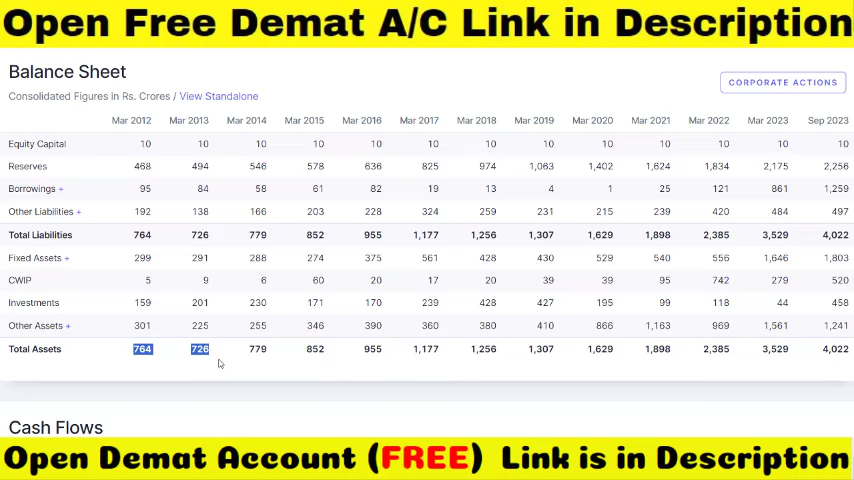 Open Free Demat A/C Link in Description
Balance Sheet
CORPORATE ACTIONS
Consolidated Figures in Rs. Crores / View Standalone
Mar 2012 Mar 2013 Mar 2014 Mar 2015 Mar 2016 Mar 2017 Mar 2018 Mar 2019 Mar 2020 Mar 2021 Mar 2022 Mar 2023 Sep 2023
Equity Capital 10 10 10 10 10 10 10 10 10 10 10 10 10
Reserves 468 494 546 578 636 825 974 1,063 1,402 1,624 1,834 2,175 2,256
Borrowings + 95 84 58 61 82 19 13 4 1 25 121 861 1,259
Other Liabilities + 192 138 166 203 228 324 259 231 215 239 420 484 497
Total Liabilities 764 726 779 852 955 1,177 1,256 1,307 1,629 1,898 2,385 3,529 4,022
Fixed Assets + 299 291 288 274 375 561 428 430 529 540 556 1,646 1,803
CWIP 5 9 6 60 20 17 20 39 39 95 742 279 520
Investments 159 201 230 171 170 239 428 427 195 99 118 44 458
Other Assets + 301 225 255 346 390 360 380 410 866 1,163 969 1,561 1,241
Total Assets 764 726 779 852 955 1,177 1,256 1,307 1,629 1,898 2,385 3,529 4,022
Cash Flows
Open Demat Account (FREE) Link is in Description